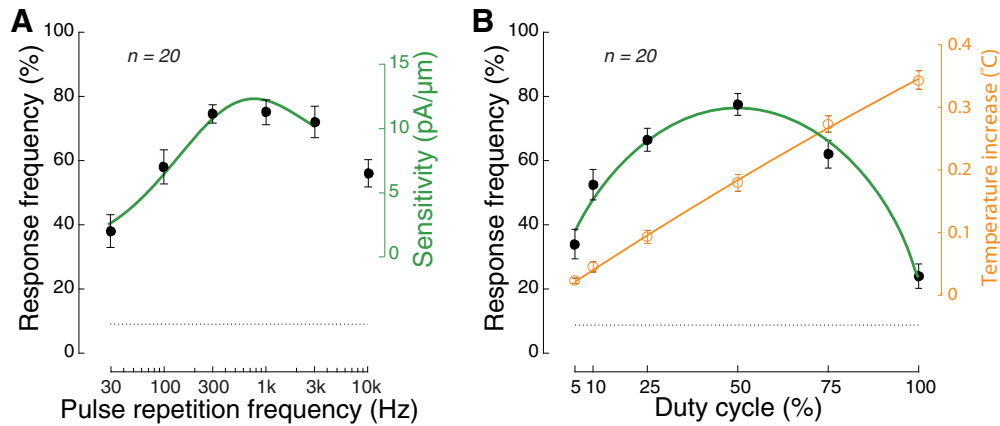 A
Response frequency (%)
100
80
60
40
20
0
n = 20
15
10
5
0
Sensitivity (pA/μm)
30 100 300 1k 3k 10k
Pulse repetition frequency (Hz)
B
Response frequency (%)
100
80
60
40
20
0
n = 20
0.4
0.3
0.2
0.1
0
Temperature increase (˚C)
5 10 25 50 75 100
Duty cycle (%)